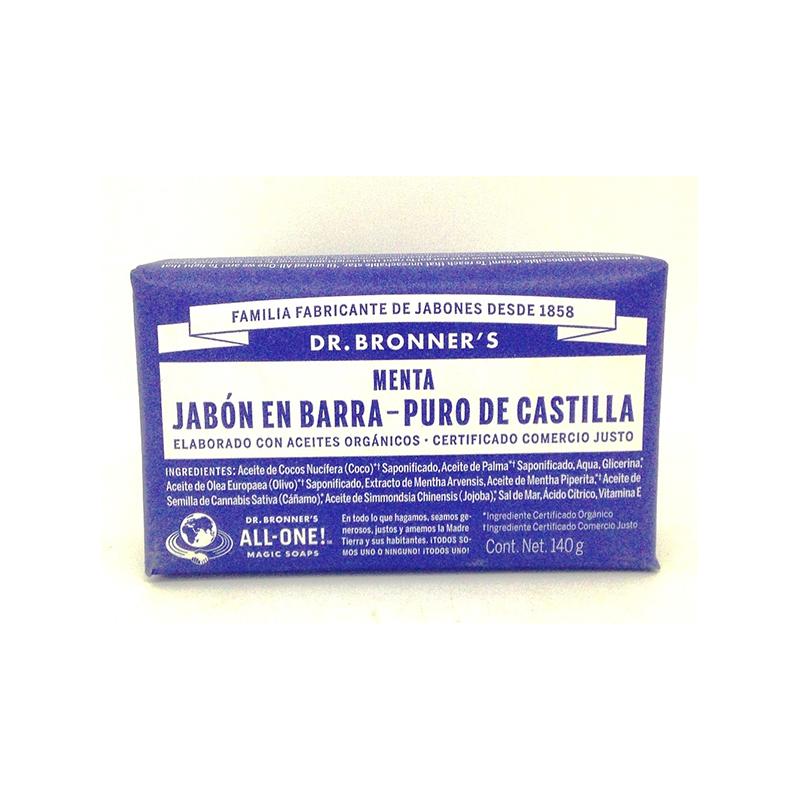 FAMILIA FABRICANTE DE JABONES DESDE 1858
DR. BRONNER'S
MENTA
JABÓN EN BARRA – PURO DE CASTILLA
ELABORADO CON ACEITES ORGÁNICOS · CERTIFICADO COMERCIO JUSTO
INGREDIENTES: Aceite de Cocos Nucífera (Coco)*† Saponificado, Aceite de Palma*† Saponificado, Aqua, Glicerina,*
Aceite de Olea Europaea (Olivo)*† Saponificado, Extracto de Mentha Arvensis, Aceite de Mentha Piperita,*† Aceite de
Semilla de Cannabis Sativa (Cáñamo),* Aceite de Simmondsia Chinensis (Jojoba),* Sal de Mar, Ácido Cítrico, Vitamina E
DR. BRONNER'S
ALL-ONE!™
MAGIC SOAPS
En todo lo que hagamos, seamos ge-
nerosos, justos y amemos la Madre
Tierra y sus habitantes. ¡TODOS SO-
MOS UNO O NINGUNO! ¡TODOS UNO!
*Ingrediente Certificado Orgánico
†Ingrediente Certificado Comercio Justo
Cont. Net. 140 g